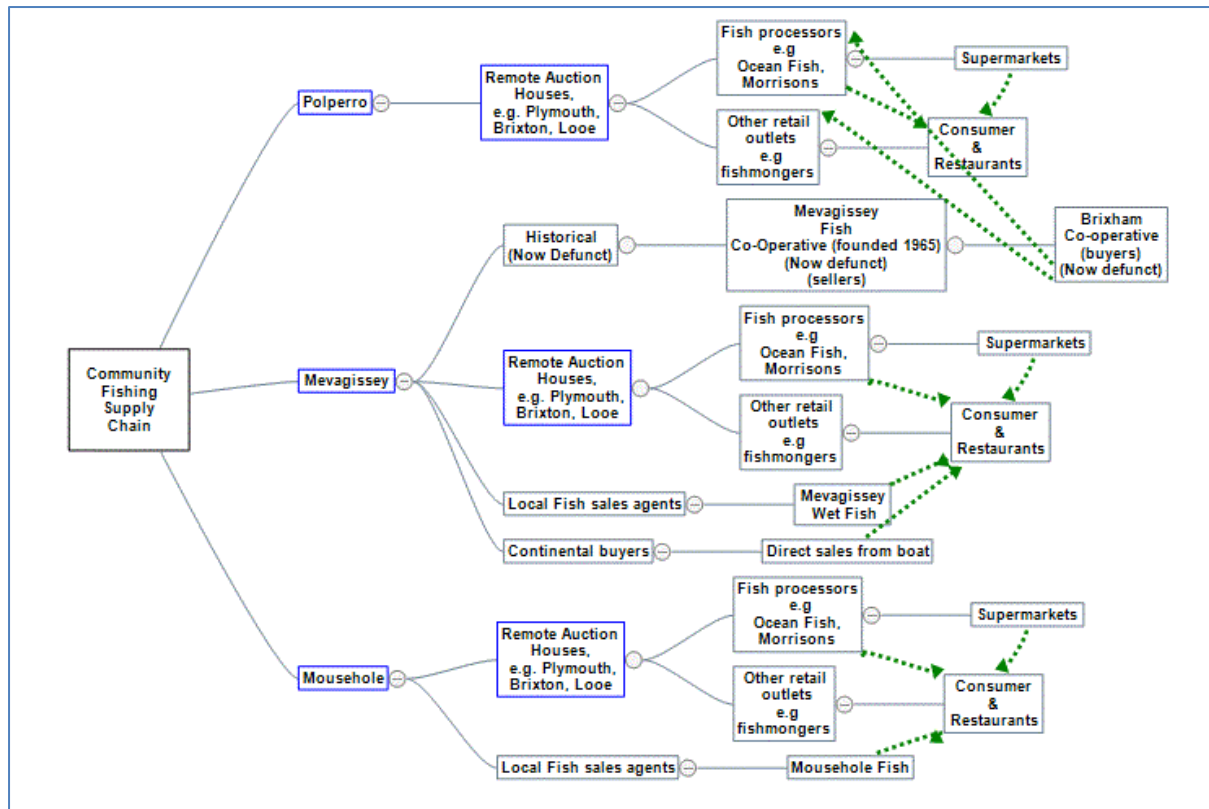 Community
Fishing
Supply
Chain
Polperro
Remote Auction
Houses,
e.g. Plymouth,
Brixton, Looe
Fish processors
e.g
Ocean Fish,
Morrisons
Supermarkets
Other retail
outlets
e.g
fishmongers
Consumer
&
Restaurants
Mevagissey
Historical
(Now Defunct)
Mevagissey
Fish
Co-Operative (founded 1965)
(Now defunct)
(sellers)
Brixham
Co-operative
(buyers)
(Now defunct)
Remote Auction
Houses,
e.g. Plymouth,
Brixton, Looe
Fish processors
e.g
Ocean Fish,
Morrisons
Supermarkets
Other retail
outlets
e.g
fishmongers
Consumer
&
Restaurants
Local Fish sales agents
Mevagissey
Wet Fish
Continental buyers
Direct sales from boat
Mousehole
Remote Auction
Houses,
e.g. Plymouth,
Brixton, Looe
Fish processors
e.g
Ocean Fish,
Morrisons
Supermarkets
Other retail
outlets
e.g
fishmongers
Consumer
&
Restaurants
Local Fish sales agents
Mousehole Fish